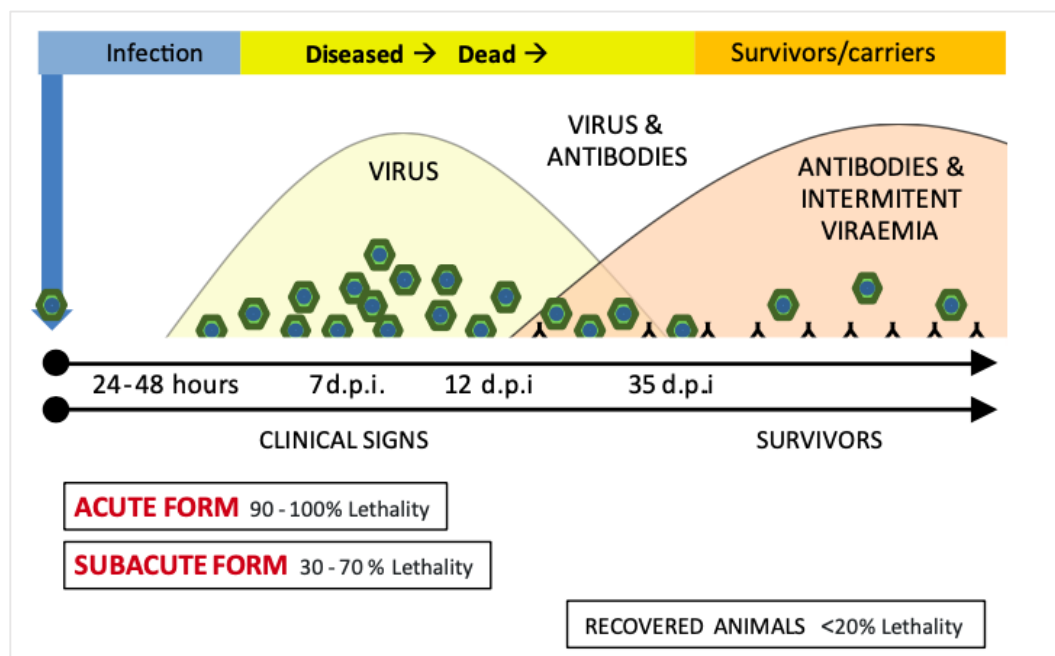 Infection
Diseased → Dead →
Survivors/carriers
VIRUS
VIRUS &
ANTIBODIES
ANTIBODIES &
INTERMITENT
VIRAEMIA
24-48 hours
7 d.p.i.
12 d.p.i
35 d.p.i
CLINICAL SIGNS
SURVIVORS
ACUTE FORM 90 - 100% Lethality
SUBACUTE FORM 30 - 70 % Lethality
RECOVERED ANIMALS <20% Lethality